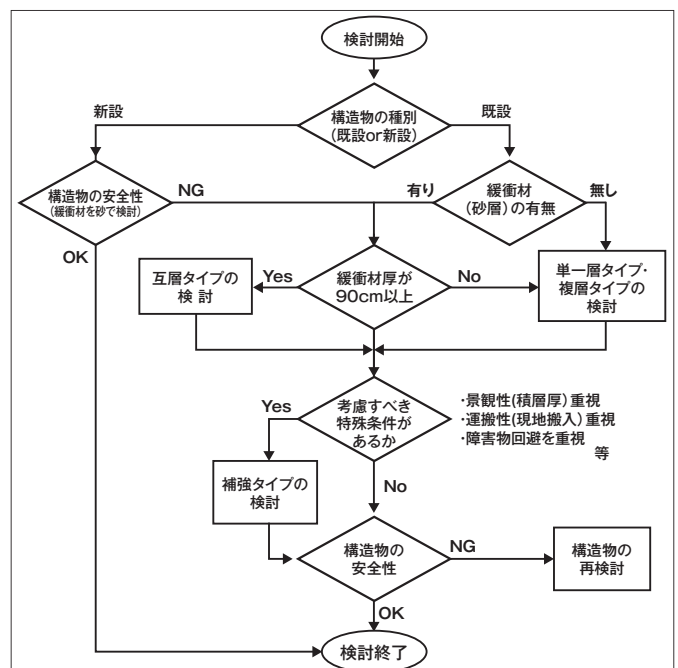 検討開始
構造物の種別
(既設or新設)
新設
既設
構造物の安全性
(緩衝材を砂で検討)
NG
OK
有り
緩衝材
(砂層)の有無
無し
互層タイプの
検 討
Yes
緩衝材厚が
90cm以上
No
単一層タイプ・
複層タイプの
検討
Yes
考慮すべき
特殊条件が
あるか
・景観性(積層厚)重視
・運搬性(現地搬入)重視
・障害物回避を重視
等
補強タイプの
検討
No
構造物の
安全性
NG
構造物の
再検討
OK
検討終了